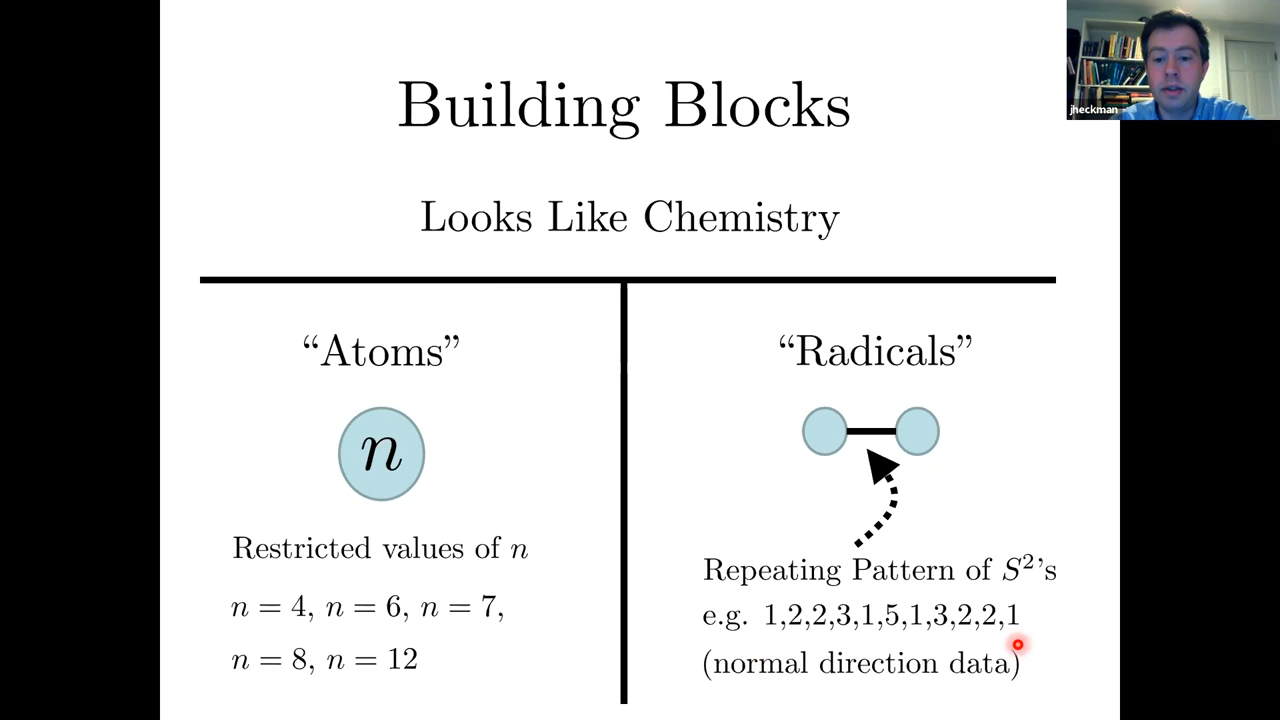 Building Blocks
jheckman
Looks Like Chemistry
“Atoms”
n
Restricted values of n
n = 4, n = 6, n = 7,
n = 8, n = 12
“Radicals”
Repeating Pattern of S²’s
e.g. 1,2,2,3,1,5,1,3,2,2,1
(normal direction data)